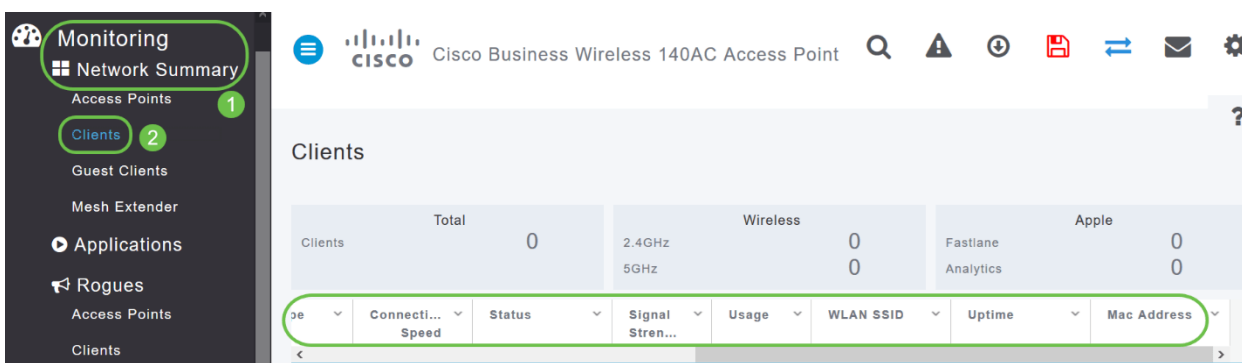 Monitoring
Network Summary
Access Points
1
Clients
2
Guest Clients
Mesh Extender
Applications
Rogues
Access Points
Clients
CISCO
Cisco Business Wireless 140AC Access Point
?
Clients
Total
Clients 0
Wireless
2.4GHz 0
5GHz 0
Apple
Fastlane 0
Analytics 0
pe
Connecti...
Speed
Status
Signal
Stren...
Usage
WLAN SSID
Uptime
Mac Address